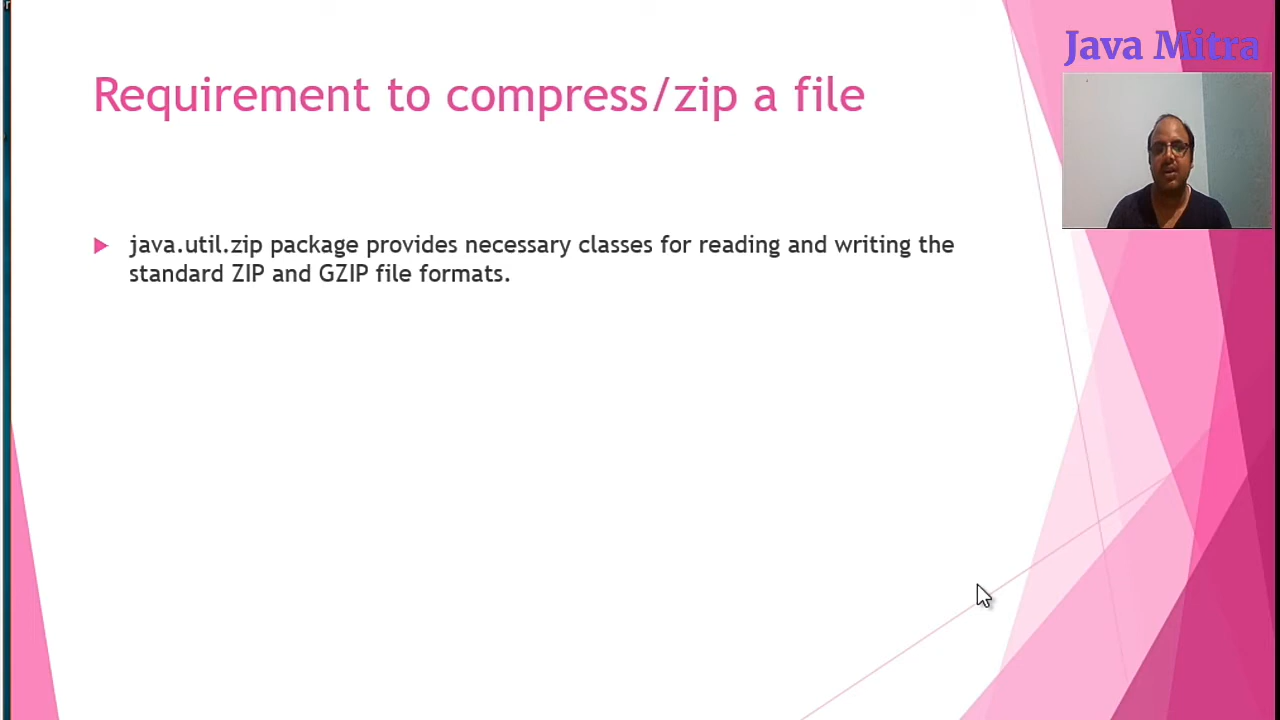 Java Mitra
Requirement to compress/zip a file
java.util.zip package provides necessary classes for reading and writing the
standard ZIP and GZIP file formats.